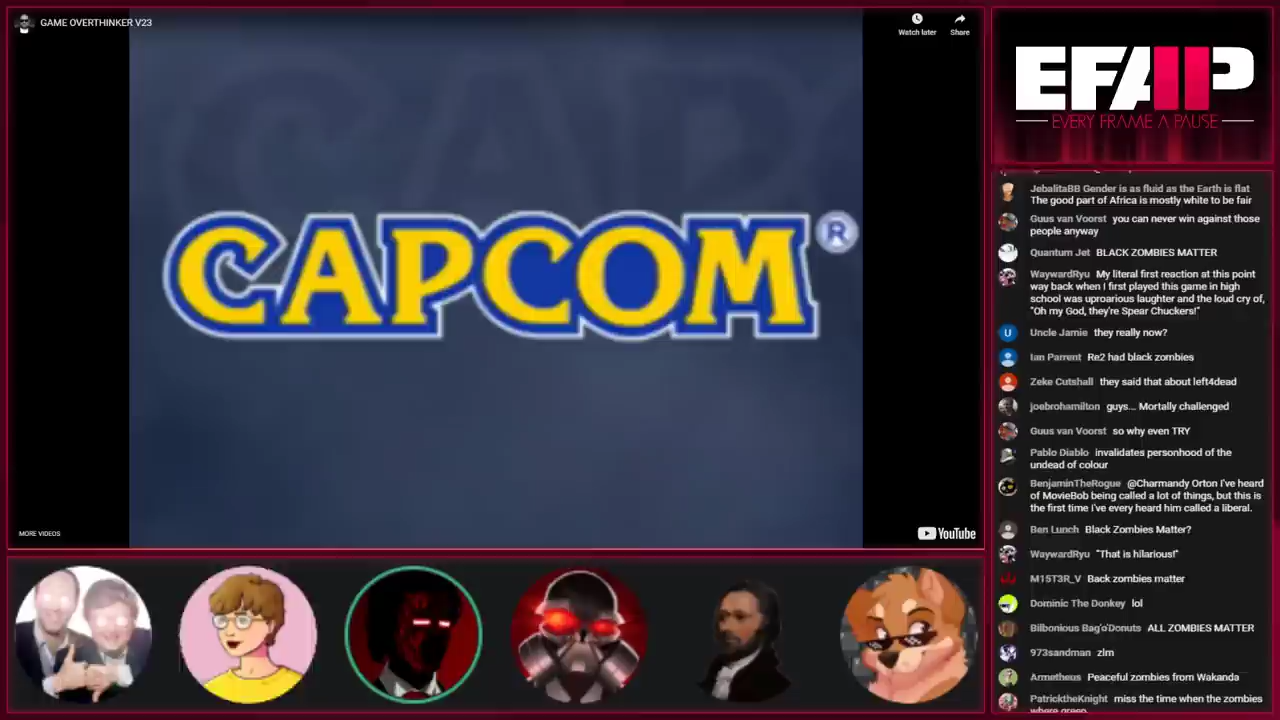 GAME OVERTHINKER V23
Watch later
Share
CAPCOM®
MORE VIDEOS
YouTube
EFAP
EVERY FRAME A PAUSE
JebalitaBB Gender is as fluid as the Earth is flat
The good part of Africa is mostly white to be fair
Guus van Voorst you can never win against those
people anyway
Quantum Jet BLACK ZOMBIES MATTER
WaywardRyu My literal first reaction at this point
way back when I first played this game in high
school was uproarious laughter and the loud cry of,
"Oh my God, they're Spear Chuckers!"
Uncle Jamie they really now?
Ian Parrent Re2 had black zombies
Zeke Cutshall they said that about left4dead
joebrohamilton guys... Mortally challenged
Guus van Voorst so why even TRY
Pablo Diablo invalidates personhood of the
undead of colour
BenjaminTheRogue @Charmandy Orton I've heard
of MovieBob being called a lot of things, but this is
the first time I've every heard him called a liberal.
Ben Lunch Black Zombies Matter?
WaywardRyu "That is hilarious!"
M15T3R_V Back zombies matter
Dominic The Donkey lol
Bilbonious Bag'o'Donuts ALL ZOMBIES MATTER
973sandman zlm
Armetheus Peaceful zombies from Wakanda
PatricktheKnight miss the time when the zombies
where green